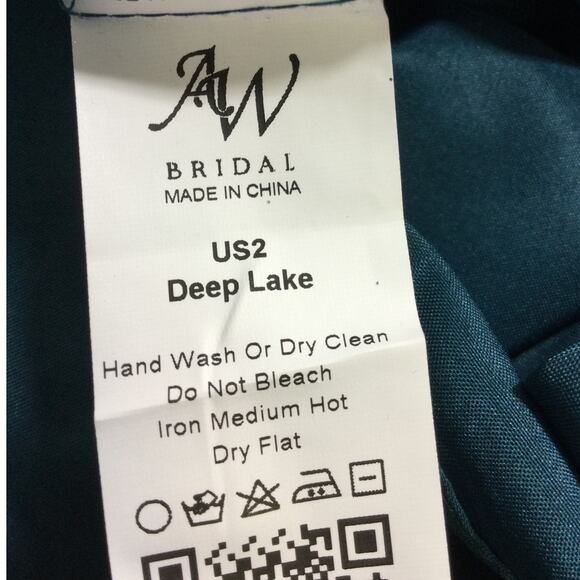 AW
BRIDAL
MADE IN CHINA
US2
Deep Lake
Hand Wash Or Dry Clean
Do Not Bleach
Iron Medium Hot
Dry Flat